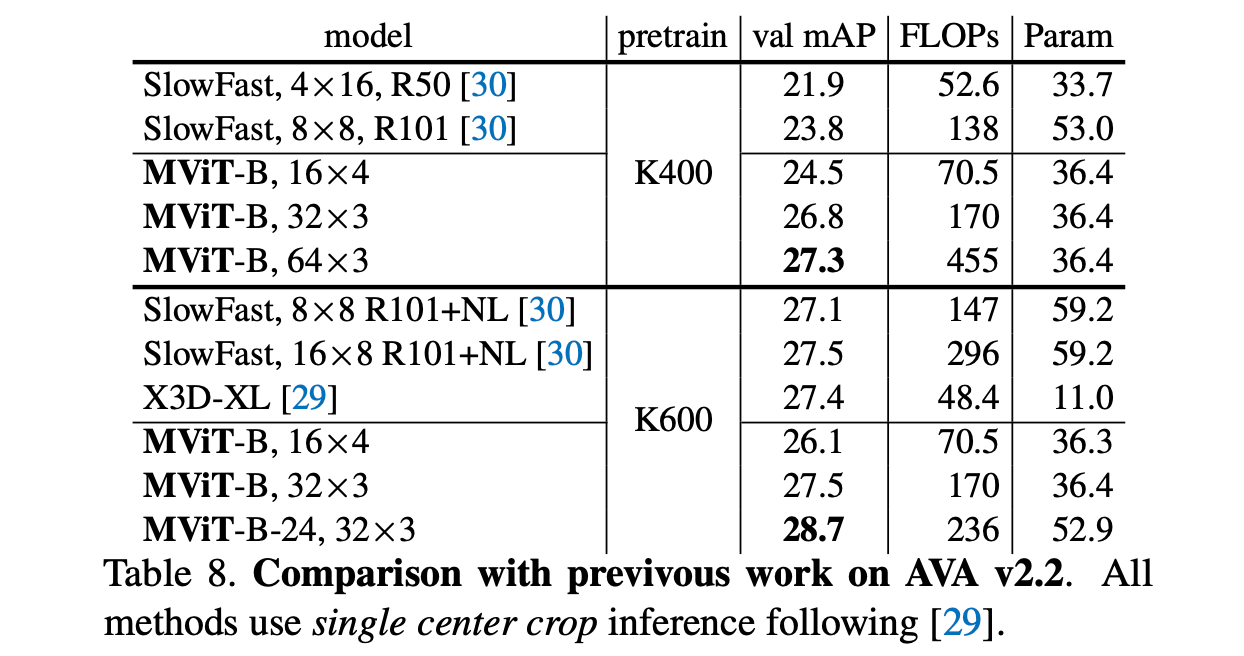 model pretrain val mAP FLOPs Param
SlowFast, 4×16, R50 [30] 21.9 52.6 33.7
SlowFast, 8×8, R101 [30] 23.8 138 53.0
MViT-B, 16×4 K400 24.5 70.5 36.4
MViT-B, 32×3 26.8 170 36.4
MViT-B, 64×3 27.3 455 36.4
SlowFast, 8×8 R101+NL [30] 27.1 147 59.2
SlowFast, 16×8 R101+NL [30] 27.5 296 59.2
X3D-XL [29] 27.4 48.4 11.0
K600
MViT-B, 16×4 26.1 70.5 36.3
MViT-B, 32×3 27.5 170 36.4
MViT-B-24, 32×3 28.7 236 52.9
Table 8. Comparison with previvous work on AVA v2.2. All
methods use single center crop inference following [29].